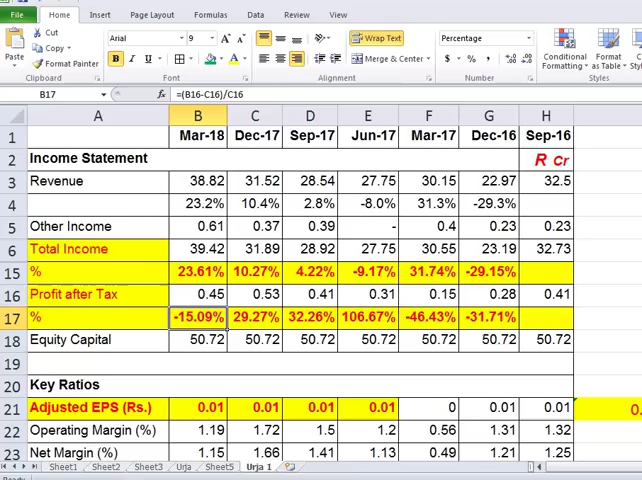 File Home Insert Page Layout Formulas Data Review View
Cut
Copy
Format Painter
Paste
Clipboard
Arial 9
B I U
Font
Wrap Text
Merge & Center
Alignment
Percentage
$ % ,
Number
Conditional Formatting
Format as Table
Styles
B17 fx =(B16-C16)/C16
A B C D E F G H
1 Mar-18 Dec-17 Sep-17 Jun-17 Mar-17 Dec-16 Sep-16
2 Income Statement R Cr
3 Revenue 38.82 31.52 28.54 27.75 30.15 22.97 32.5
4 23.2% 10.4% 2.8% -8.0% 31.3% -29.3%
5 Other Income 0.61 0.37 0.39 - 0.4 0.23 0.23
6 Total Income 39.42 31.89 28.92 27.75 30.55 23.19 32.73
15 % 23.61% 10.27% 4.22% -9.17% 31.74% -29.15%
16 Profit after Tax 0.45 0.53 0.41 0.31 0.15 0.28 0.41
17 % -15.09% 29.27% 32.26% 106.67% -46.43% -31.71%
18 Equity Capital 50.72 50.72 50.72 50.72 50.72 50.72 50.72
19
20 Key Ratios
21 Adjusted EPS (Rs.) 0.01 0.01 0.01 0.01 0 0.01 0.01
22 Operating Margin (%) 1.19 1.72 1.5 1.2 0.56 1.31 1.32
23 Net Margin (%) 1.15 1.66 1.41 1.13 0.49 1.21 1.25
Sheet1 Sheet2 Sheet3 Urja Sheet5 Urja 1